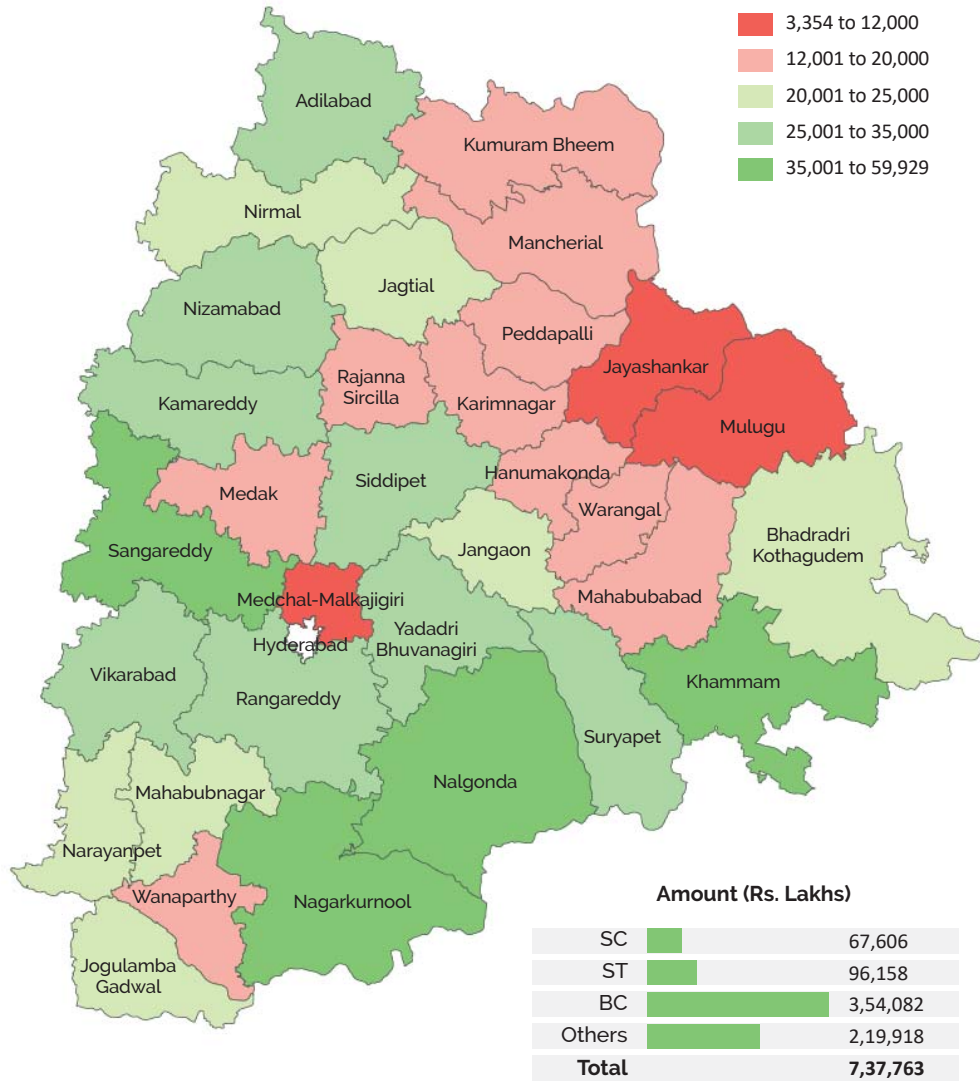 3,354 to 12,000
12,001 to 20,000
20,001 to 25,000
25,001 to 35,000
35,001 to 59,929
Adilabad
Kumuram Bheem
Nirmal
Mancherial
Jagtial
Nizamabad
Peddapalli
Jayashankar
Rajanna
Sircilla
Kamareddy
Karimnagar
Mulugu
Hanumakonda
Siddipet
Medak
Warangal
Bhadradri
Kothagudem
Sangareddy
Jangaon
Medchal-Malkajigiri
Mahabubabad
Yadadri
Bhuvanagiri
Hyderabad
Vikarabad
Rangareddy
Khammam
Suryapet
Nalgonda
Mahabubnagar
Narayanpet
Wanaparthy
Nagarkurnool
Jogulamba
Gadwal
Amount (Rs. Lakhs)
SC 67,606
ST 96,158
BC 3,54,082
Others 2,19,918
Total 7,37,763